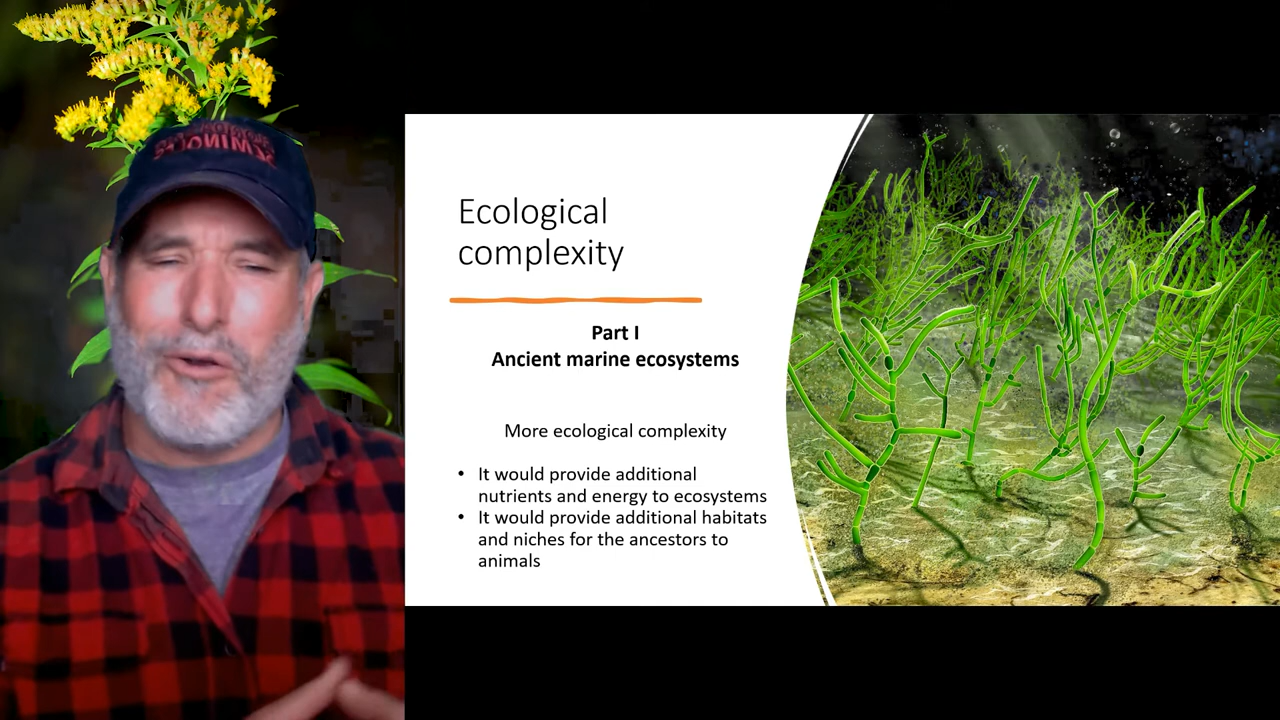 SEMINOLES
Ecological
complexity
Part I
Ancient marine ecosystems
More ecological complexity
• It would provide additional
nutrients and energy to ecosystems
• It would provide additional habitats
and niches for the ancestors to
animals